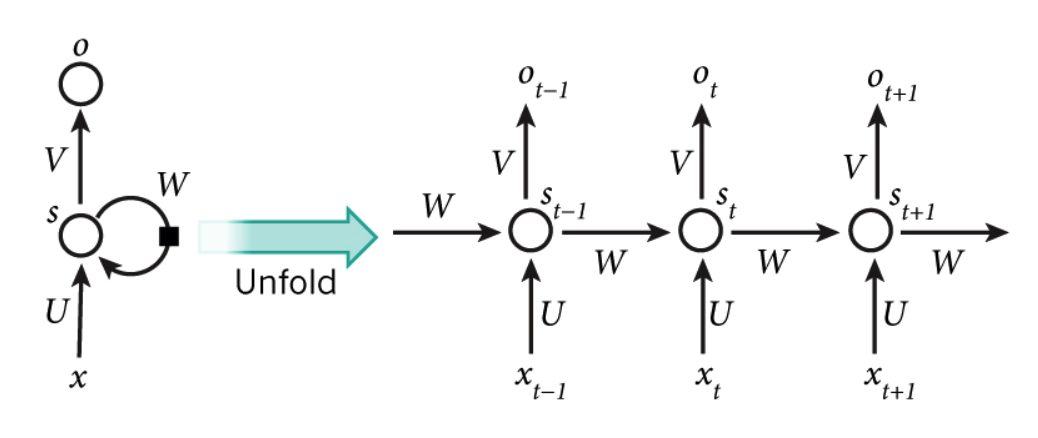 o
V
s
W
U
x
Unfold
o_{t-1} o_t o_{t+1}
V V V
W s_{t-1} s_t s_{t+1}
W W W
U U U
x_{t-1} x_t x_{t+1}